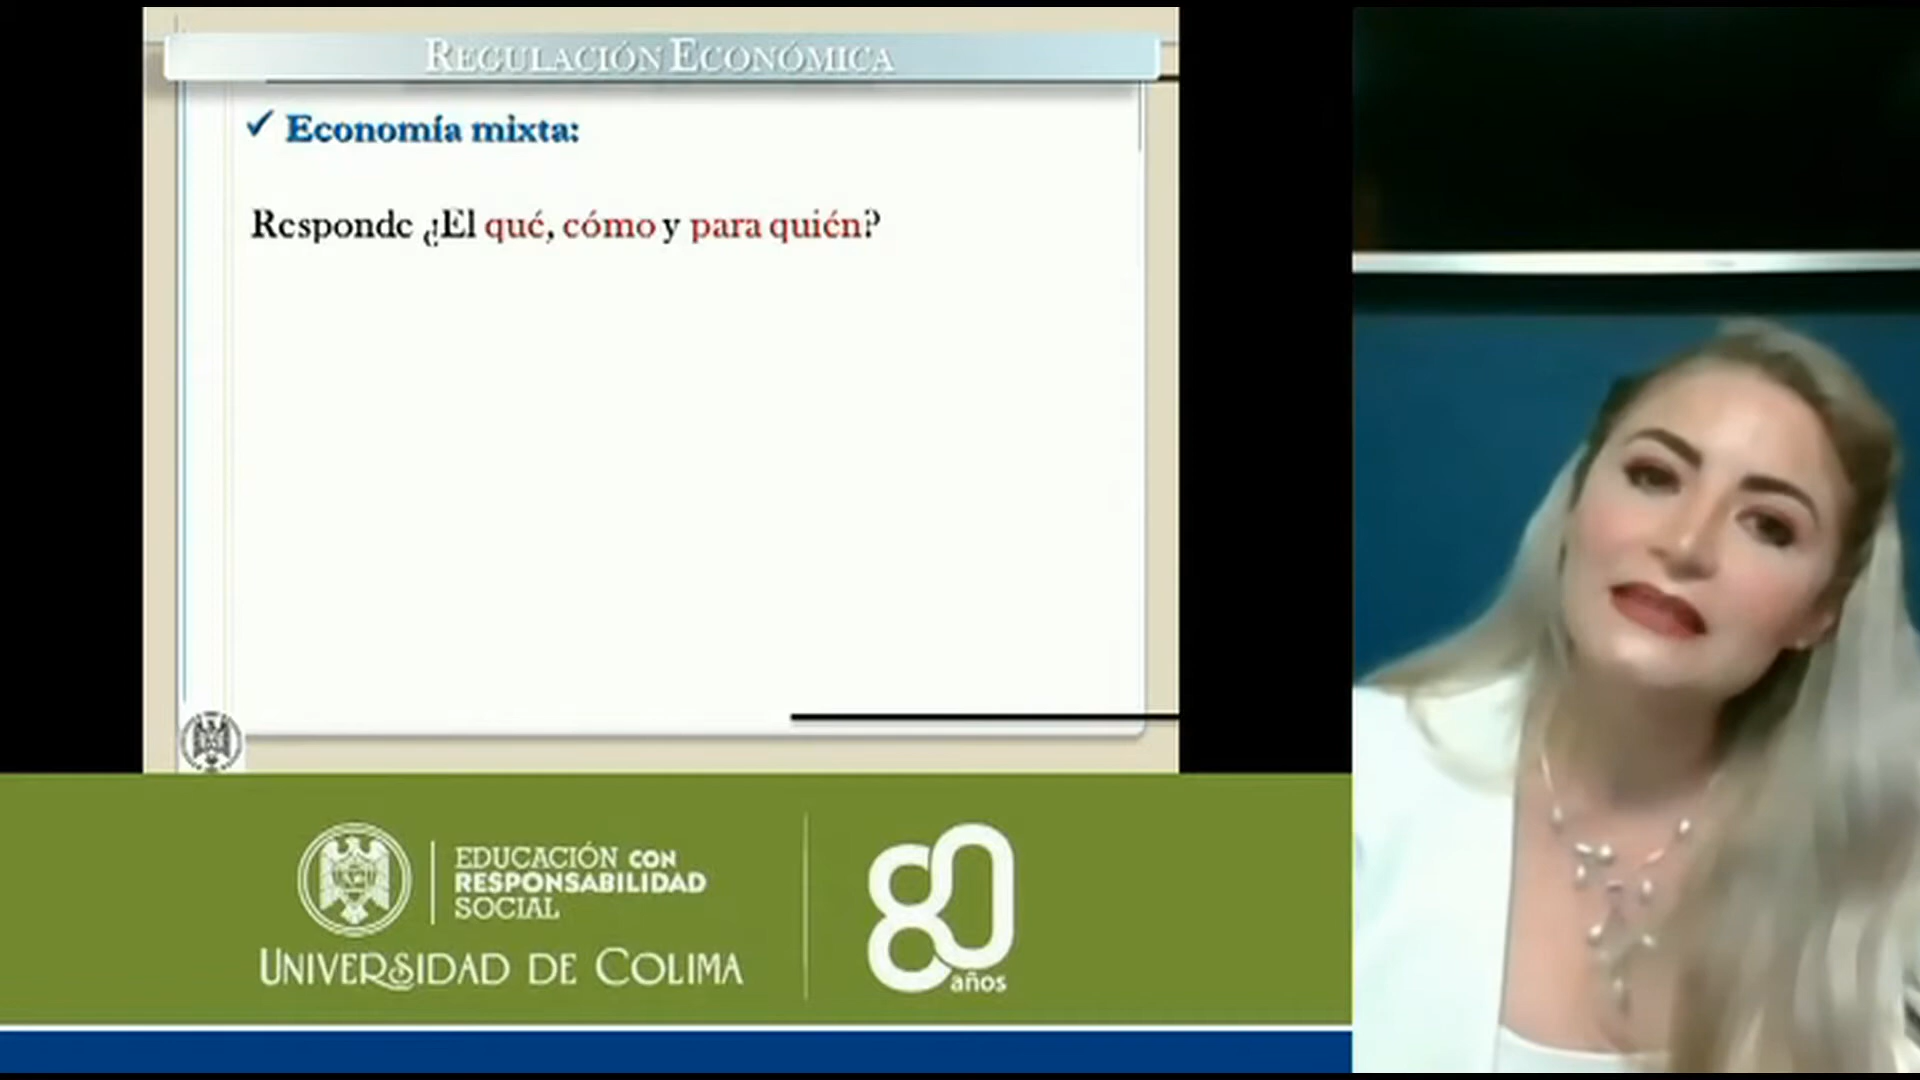 REGULACIÓN ECONÓMICA
✓ Economía mixta:
Responde ¿El qué, cómo y para quién?
EDUCACIÓN CON
RESPONSABILIDAD
SOCIAL
UNIVERSIDAD DE COLIMA
80
años